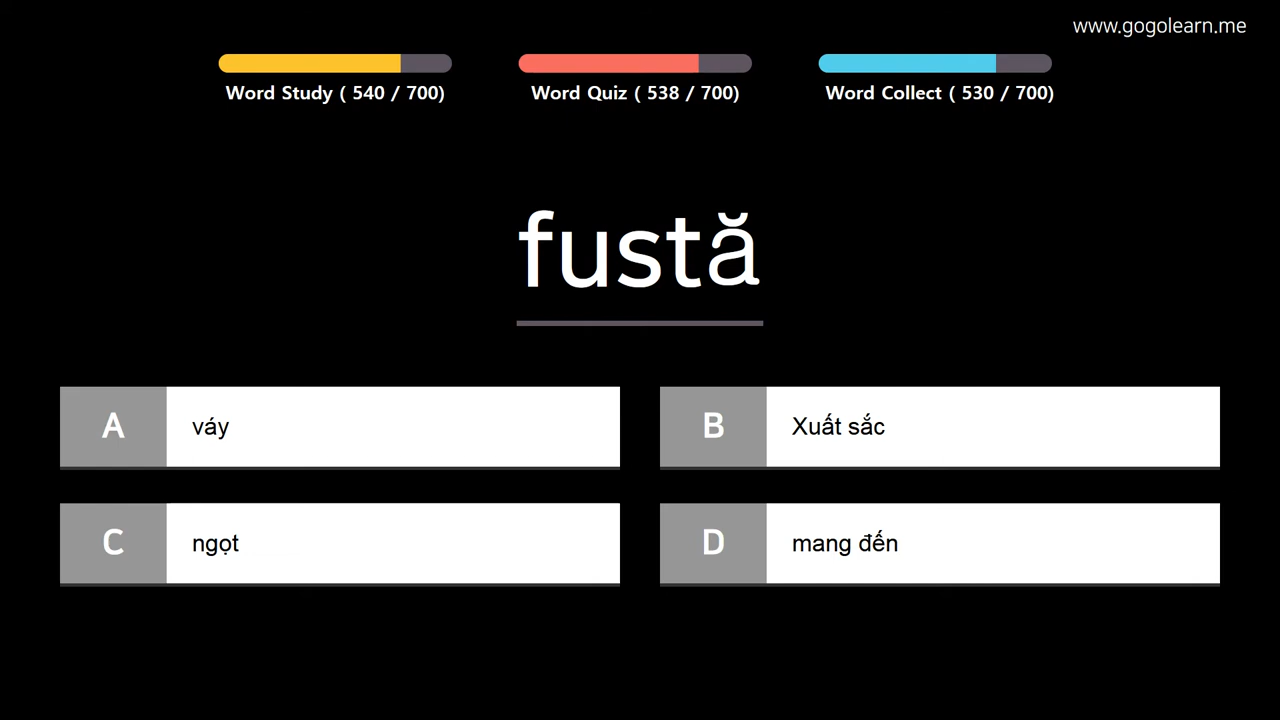 www.gogolearn.me
Word Study ( 540 / 700)
Word Quiz ( 538 / 700)
Word Collect ( 530 / 700)
fustă
A
váy
B
Xuất sắc
C
ngọt
D
mang đến